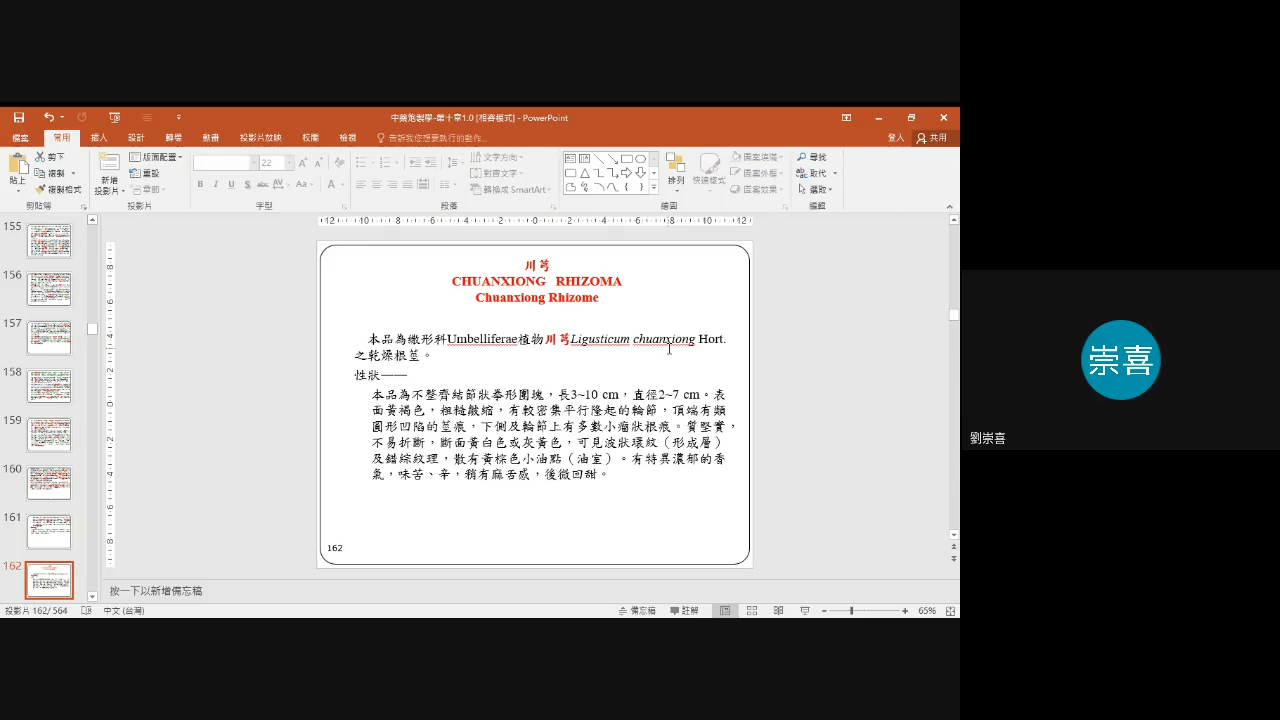 中藥炮製學-第十章1.0 [相容模式] - PowerPoint
檔案 常用 插入 設計 轉場 動畫 投影片放映 校閱 檢視 告訴我您想要執行的動作... 登入 共用
貼上 剪下 複製 複製格式 剪貼簿
新增投影片 版面配置 重設 章節 投影片
22 B I U S abc AV Aa A 字型
文字方向 對齊文字 轉換成 SmartArt 段落
排列 快速樣式 圖案填滿 圖案外框 圖案效果 繪圖
尋找 取代 選取 編輯
155
156
157
158
159
160
161
162
川芎
CHUANXIONG RHIZOMA
Chuanxiong Rhizome
本品為繖形科Umbelliferae植物川芎Ligusticum chuanxiong Hort.
之乾燥根莖。
性狀——
本品為不整齊結節狀拳形團塊，長3~10 cm，直徑2~7 cm。表
面黃褐色，粗糙皺縮，有較密集平行隆起的輪節，頂端有類
圓形凹陷的莖痕，下側及輪節上有多數小瘤狀根痕。質堅實，
不易折斷，斷面黃白色或灰黃色，可見波狀環紋（形成層）
及錯綜紋理，散有黃棕色小油點（油室）。有特異濃郁的香
氣，味苦、辛，稍有麻舌感，後微回甜。
162
按一下以新增備忘稿
投影片 162/ 564 中文 (台灣) 備忘稿 註解 65%
崇喜
劉崇喜